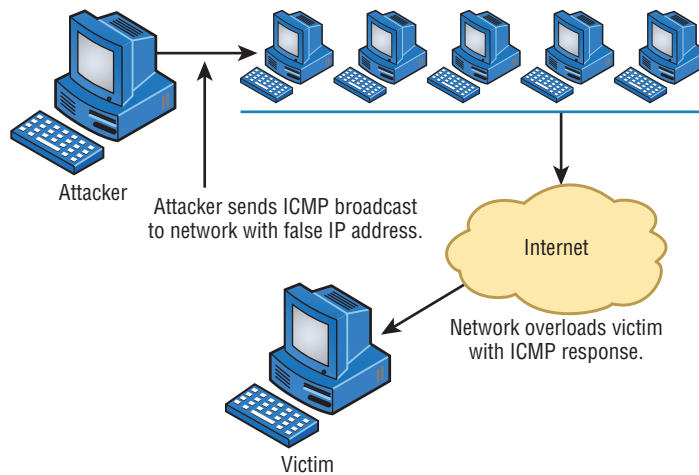 Attacker
Attacker sends ICMP broadcast
to network with false IP address.
Internet
Network overloads victim
with ICMP response.
Victim